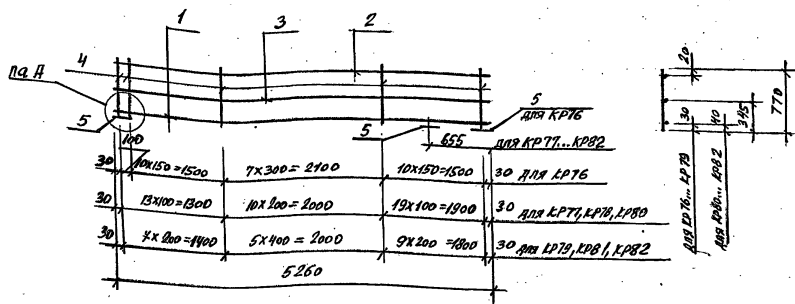 1 3 2
4
па А
5
5
для КР76
5
655
для КР77...КР82
100
30 10х150=1500 7х300=2100 10х150=1500 30 для КР76
30 13х100=1300 10х200=2000 19х100=1900 30 для КР77, КР78, КР80
30 7х200=1400 5х400=2000 9х200=1800 30 для КР79, КР81, КР82
5260
20
770
30
40
345
для КР76...КР79
для КР80...КР82